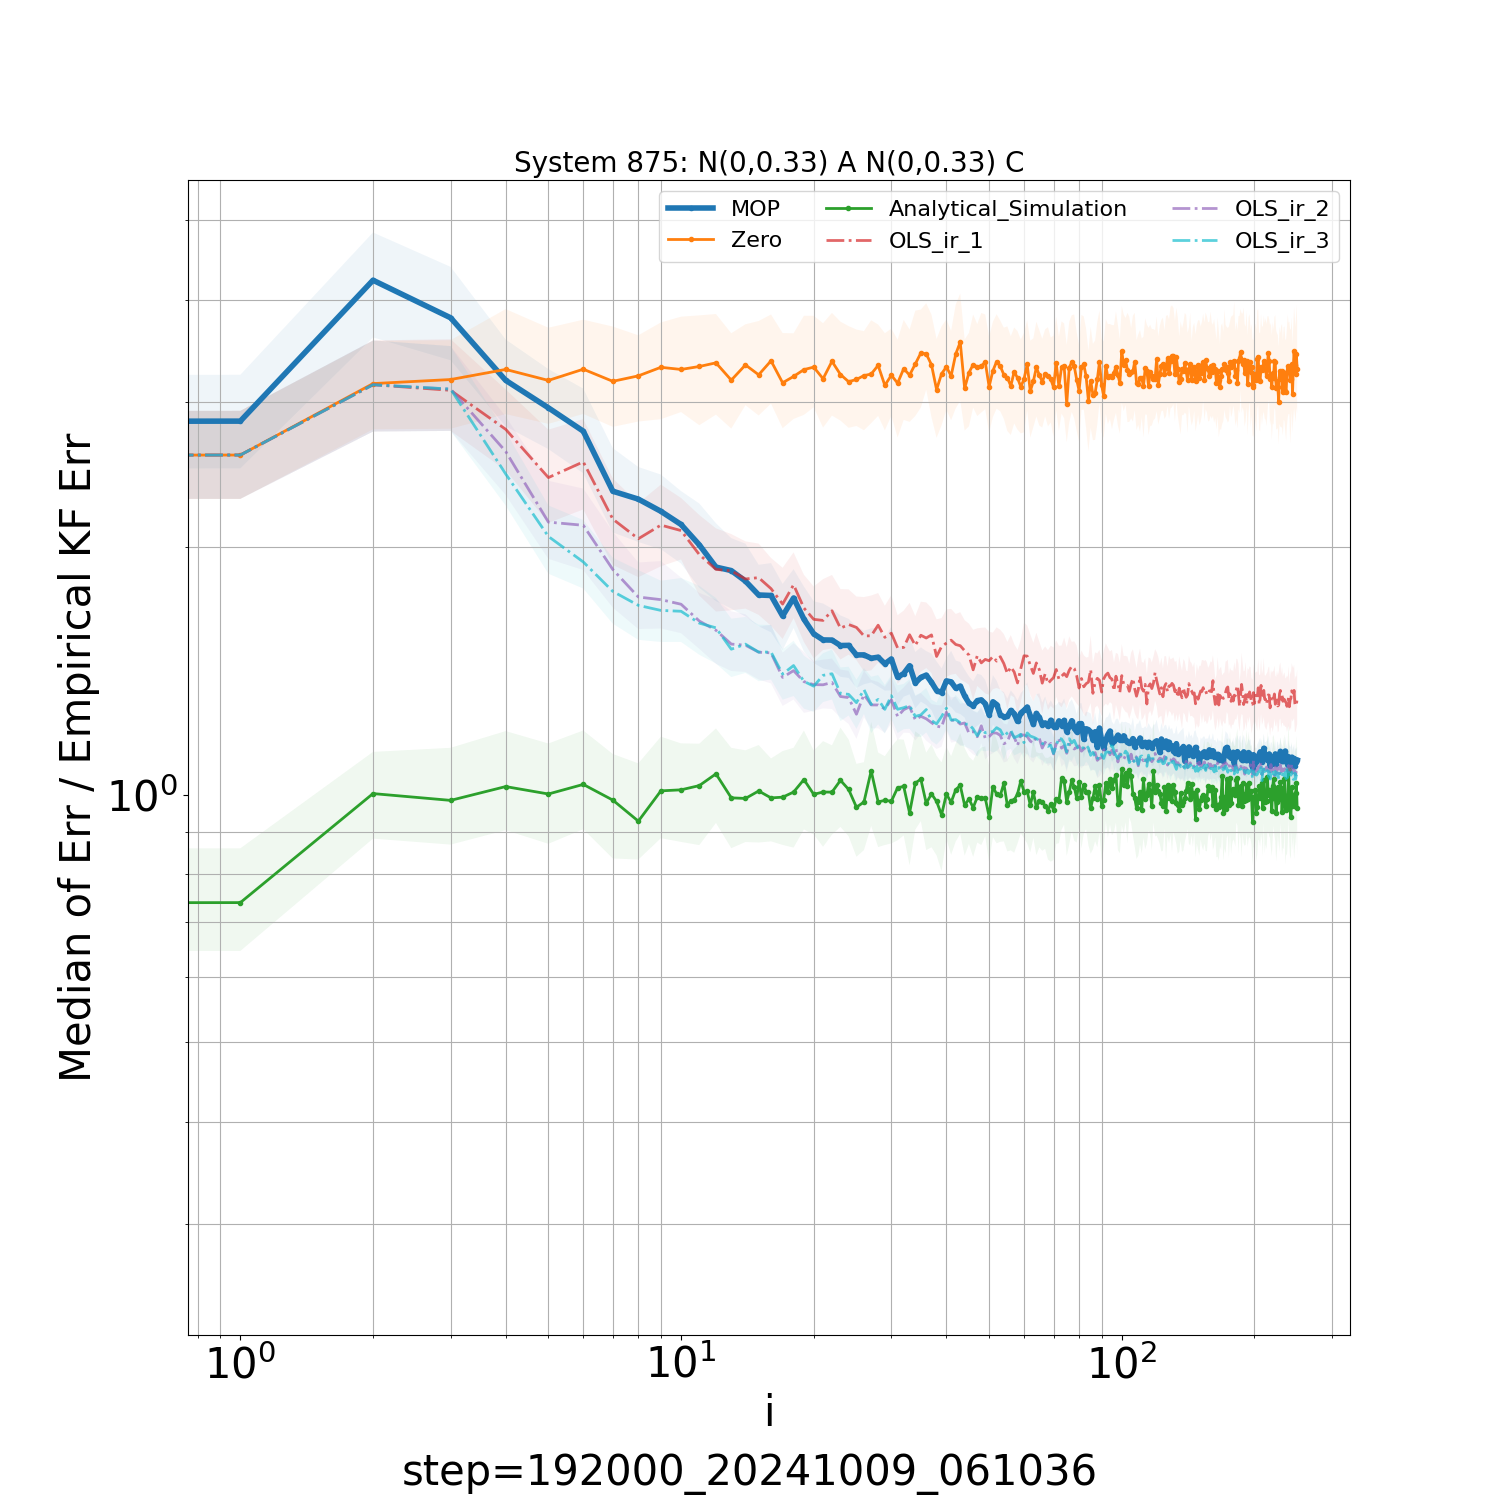 System 875: N(0,0.33) A N(0,0.33) C
MOP
Zero
Analytical_Simulation
OLS_ir_1
OLS_ir_2
OLS_ir_3
Median of Err / Empirical KF Err
10⁰
10⁰
10¹
10²
i
step=192000_20241009_061036